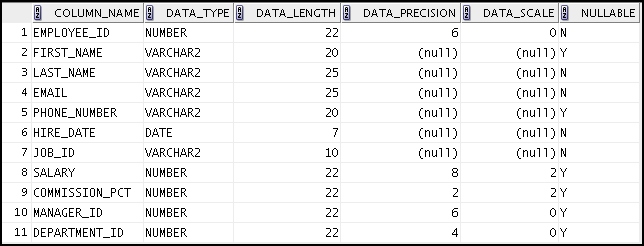 COLUMN_NAME DATA_TYPE DATA_LENGTH DATA_PRECISION DATA_SCALE NULLABLE
1 EMPLOYEE_ID NUMBER 22 6 0 N
2 FIRST_NAME VARCHAR2 20 (null) (null) Y
3 LAST_NAME VARCHAR2 25 (null) (null) N
4 EMAIL VARCHAR2 25 (null) (null) N
5 PHONE_NUMBER VARCHAR2 20 (null) (null) Y
6 HIRE_DATE DATE 7 (null) (null) N
7 JOB_ID VARCHAR2 10 (null) (null) N
8 SALARY NUMBER 22 8 2 Y
9 COMMISSION_PCT NUMBER 22 2 2 Y
10 MANAGER_ID NUMBER 22 6 0 Y
11 DEPARTMENT_ID NUMBER 22 4 0 Y